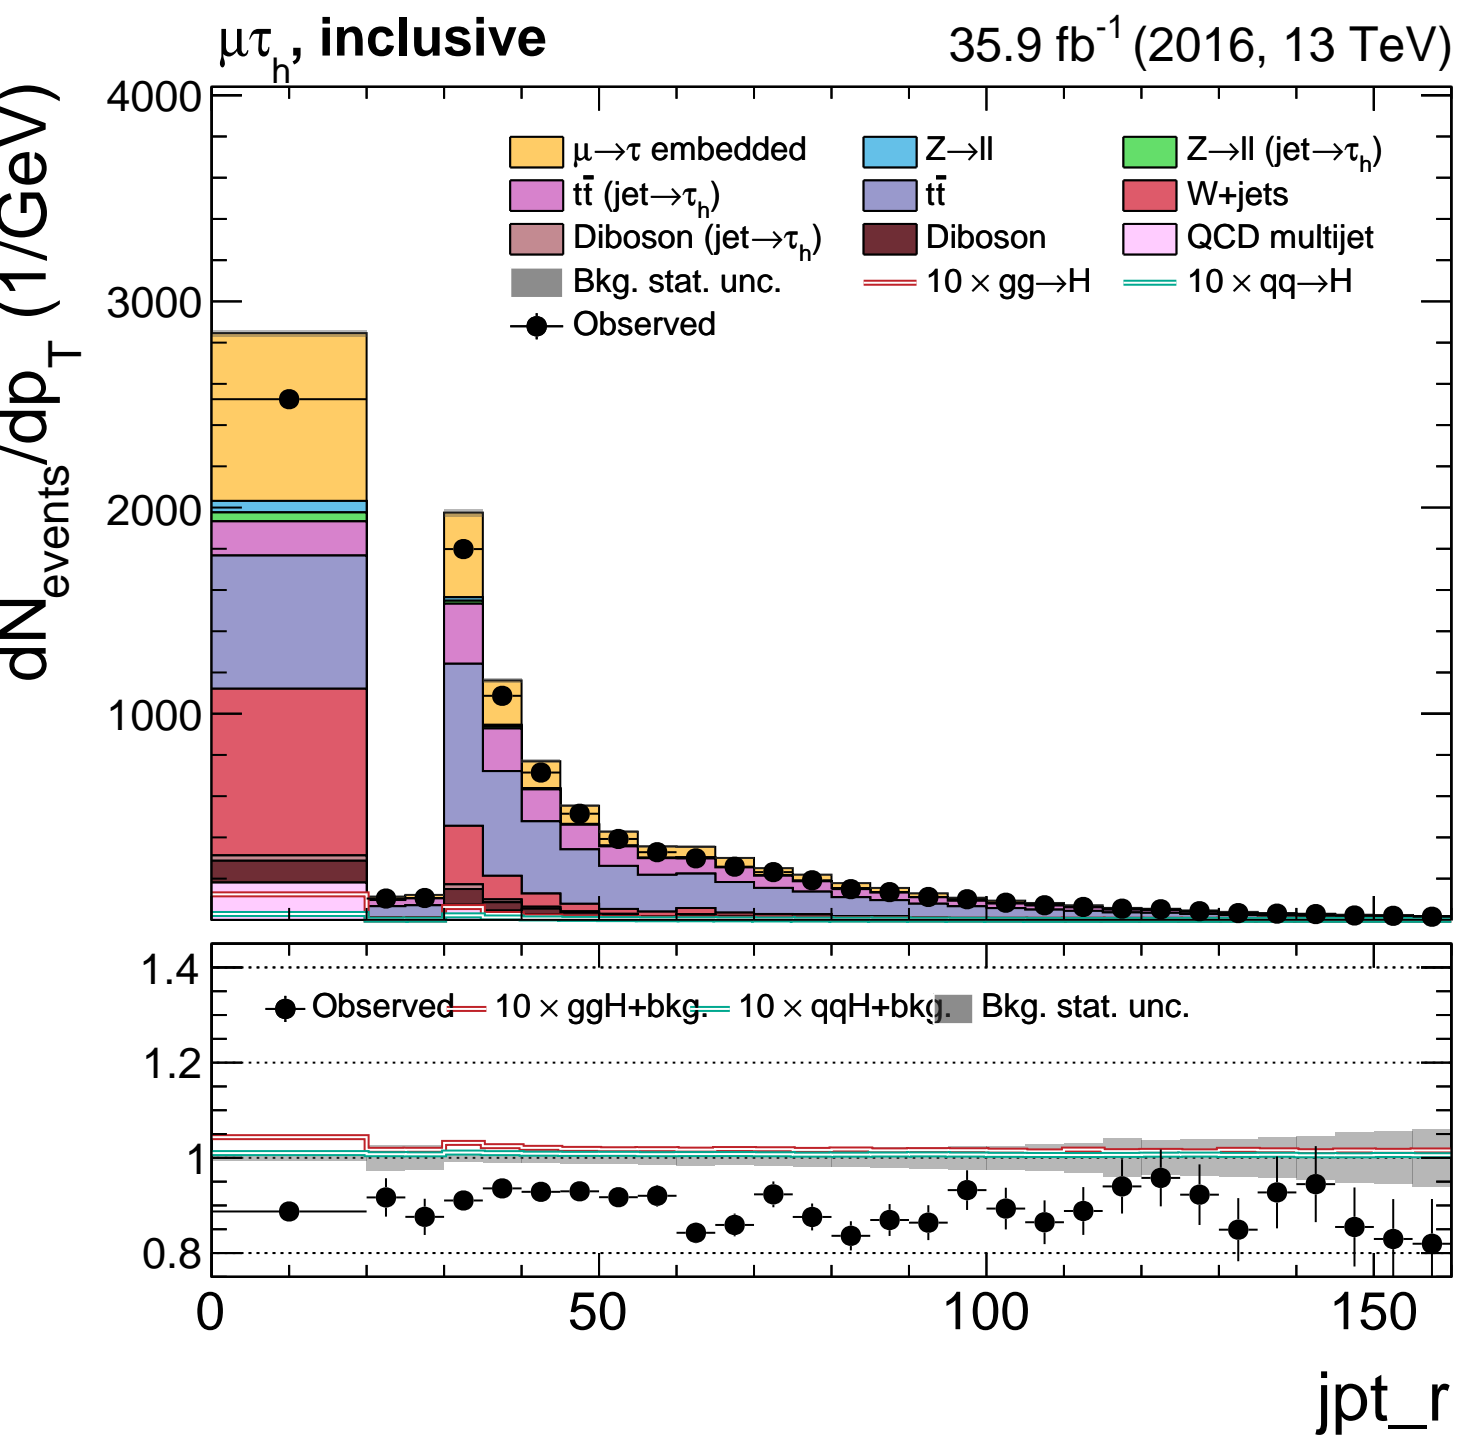 μτh, inclusive 35.9 fb-1 (2016, 13 TeV)
dNevents/dpT (1/GeV)
4000
3000
2000
1000
μ→τ embedded Z→ll Z→ll (jet→τh)
tt̄ (jet→τh) tt̄ W+jets
Diboson (jet→τh) Diboson QCD multijet
Bkg. stat. unc. 10 × gg→H 10 × qq→H
Observed
1.4
Observed 10 × ggH+bkg. 10 × qqH+bkg. Bkg. stat. unc.
1.2
1
0.8
0 50 100 150
jpt_r